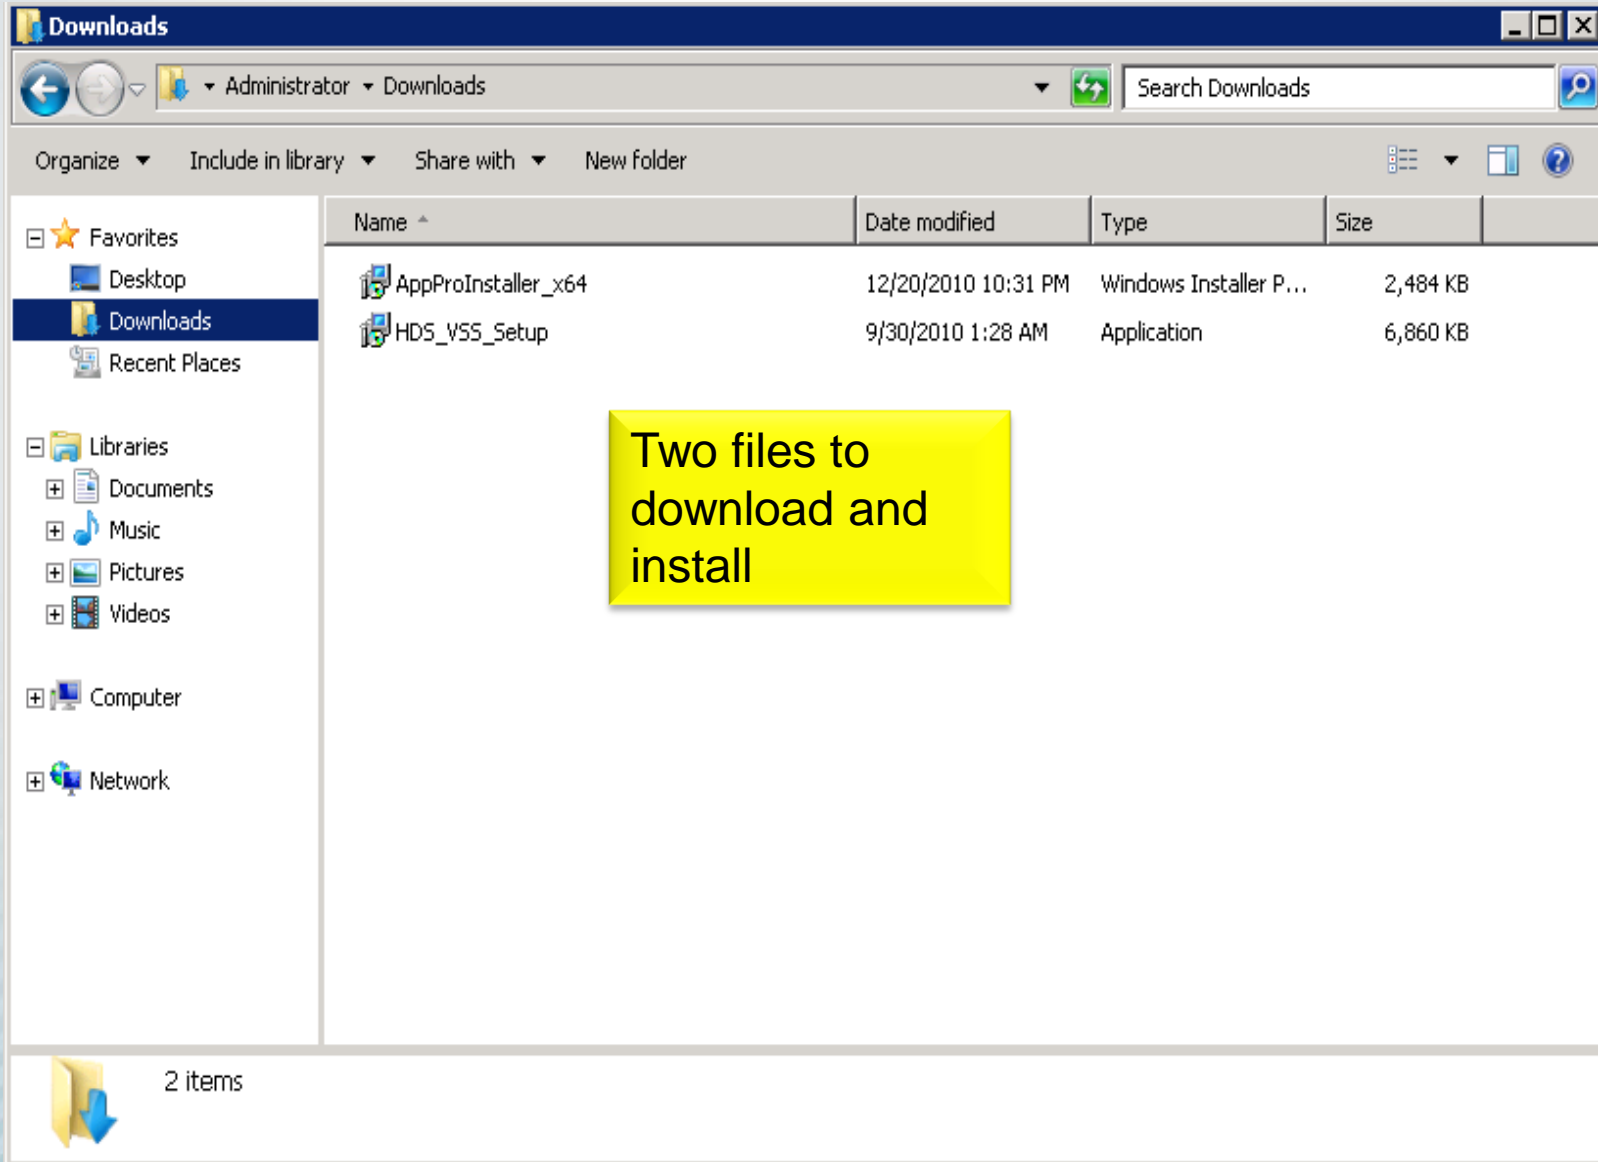 Downloads
Administrator Downloads
Search Downloads
Organize Include in library Share with New folder
Name Date modified Type Size
Favorites
Desktop
Downloads
Recent Places
Libraries
Documents
Music
Pictures
Videos
Computer
Network
AppProInstaller_x64 12/20/2010 10:31 PM Windows Installer P... 2,484 KB
HDS_VSS_Setup 9/30/2010 1:28 AM Application 6,860 KB
Two files to
download and
install
2 items